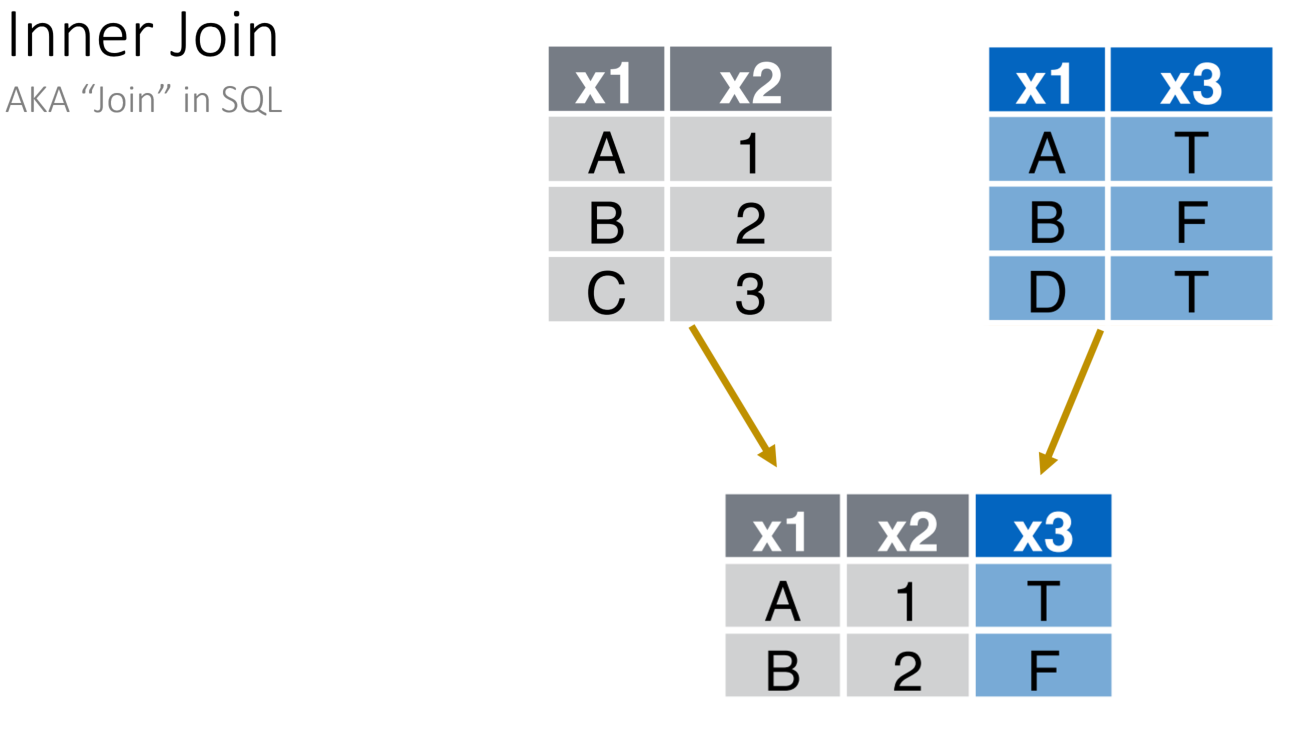 Inner Join
AKA “Join” in SQL
x1 x2
A 1
B 2
C 3
x1 x3
A T
B F
D T
x1 x2 x3
A 1 T
B 2 F